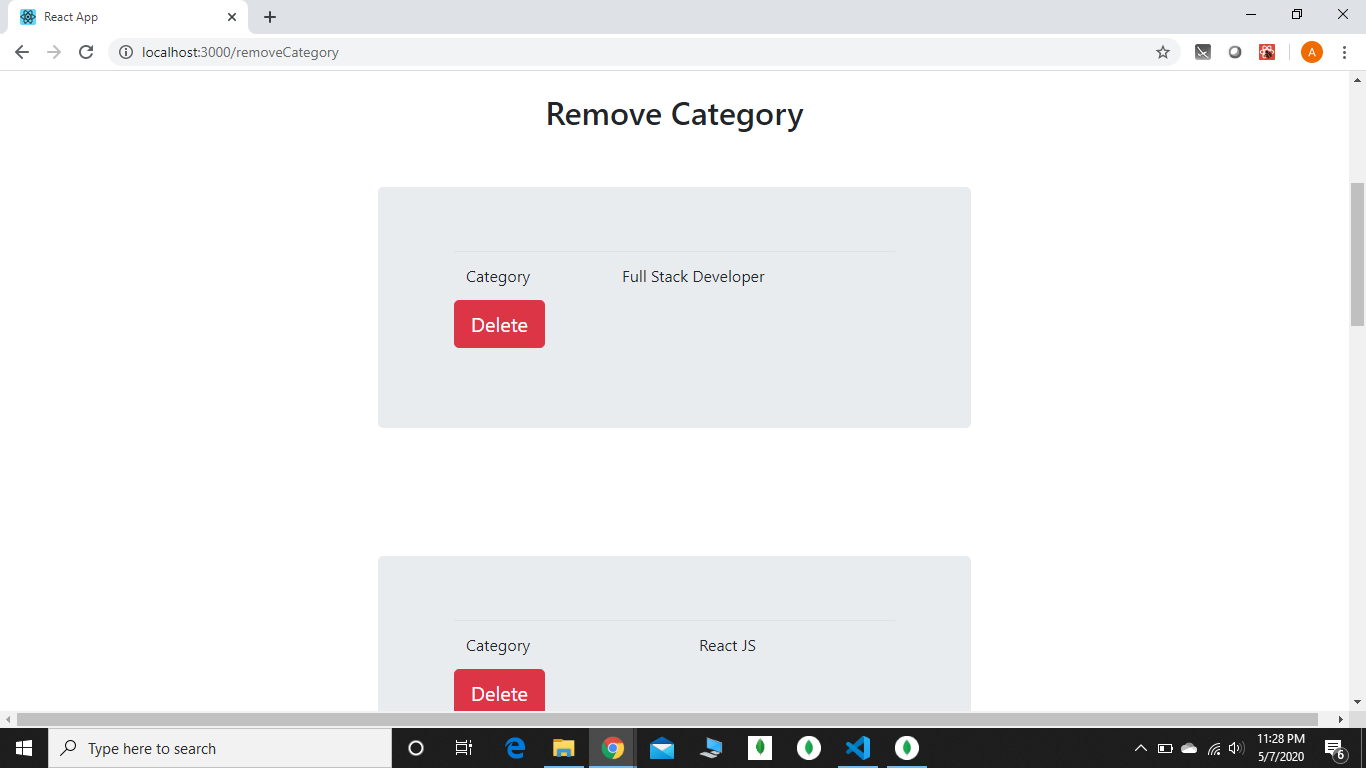 React App
localhost:3000/removeCategory
A
Remove Category
Category Full Stack Developer
Delete
Category React JS
Delete
Type here to search
11:28 PM
5/7/2020
6